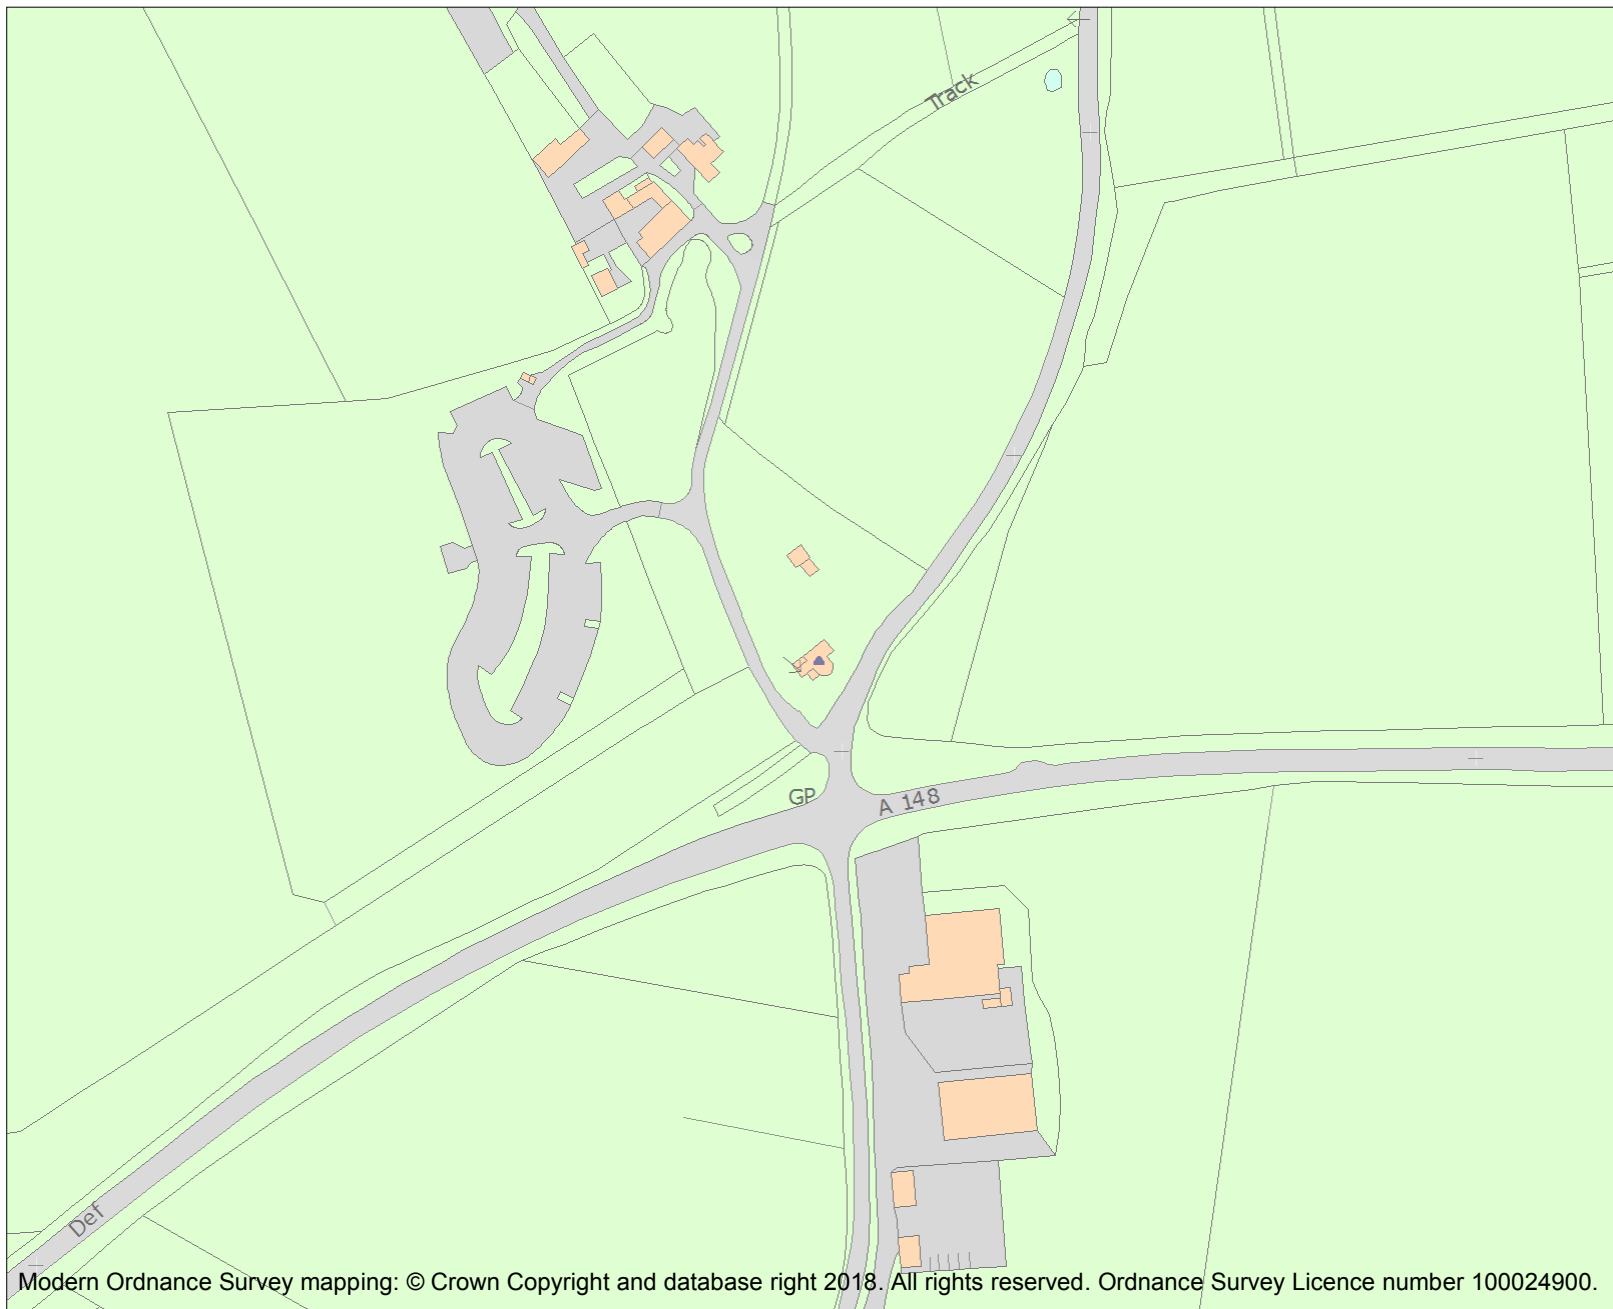 Track
GP
A 148
Def
Modern Ordnance Survey mapping: © Crown Copyright and database right 2018. All rights reserved. Ordnance Survey Licence number 100024900.